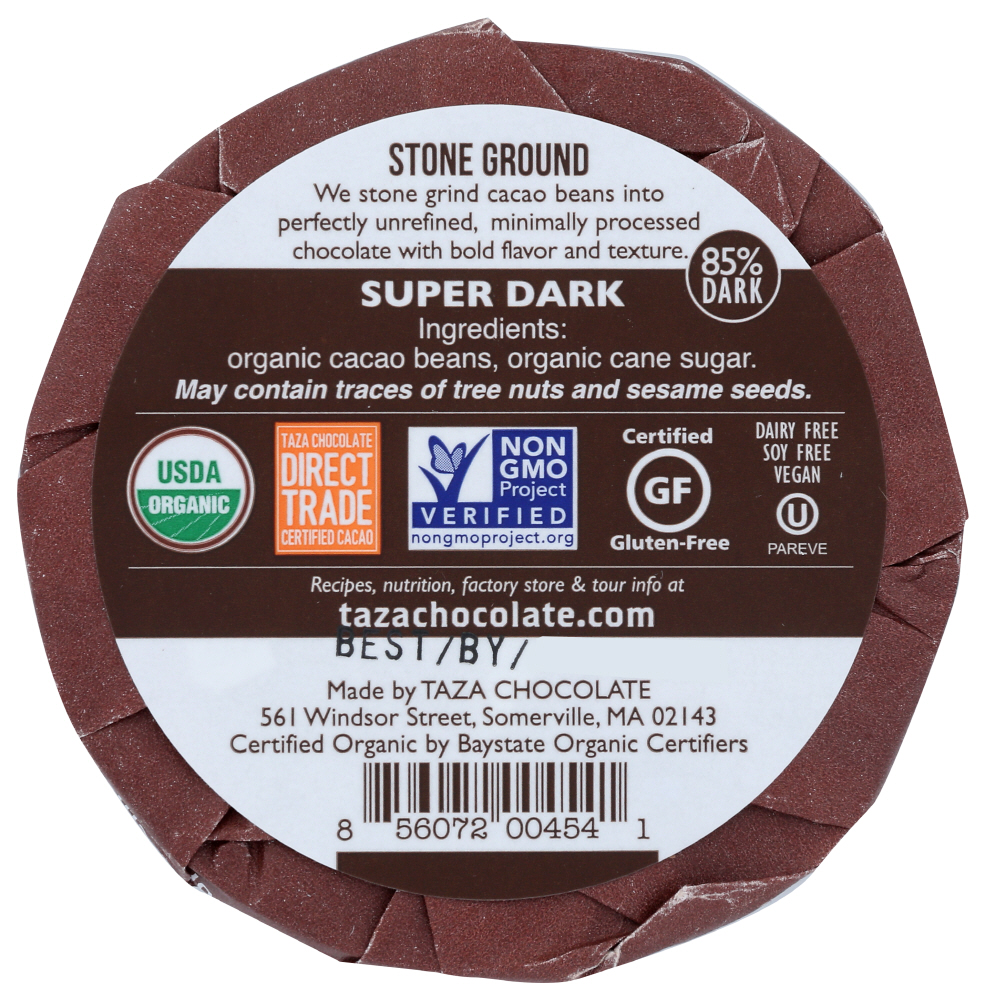 STONE GROUND
We stone grind cacao beans into
perfectly unrefined, minimally processed
chocolate with bold flavor and texture.
85%
DARK
SUPER DARK
Ingredients:
organic cacao beans, organic cane sugar.
May contain traces of tree nuts and sesame seeds.
USDA
ORGANIC
TAZA CHOCOLATE
DIRECT
TRADE
CERTIFIED CACAO
NON
GMO
Project
VERIFIED
nongmoproject.org
Certified
GF
Gluten-Free
DAIRY FREE
SOY FREE
VEGAN
U
PAREVE
Recipes, nutrition, factory store & tour info at
tazachocolate.com
BEST/BY/
Made by TAZA CHOCOLATE
561 Windsor Street, Somerville, MA 02143
Certified Organic by Baystate Organic Certifiers
8 56072 00454 1